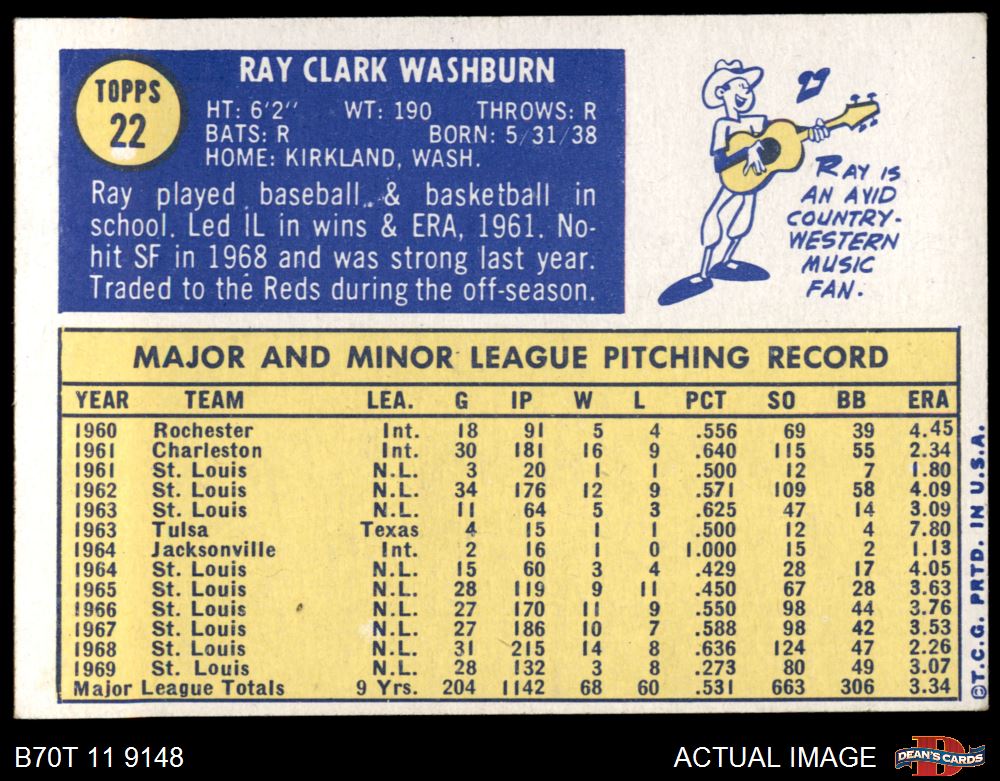 TOPPS
22
RAY CLARK WASHBURN
HT: 6'2" WT: 190 THROWS: R
BATS: R BORN: 5/31/38
HOME: KIRKLAND, WASH.
Ray played baseball & basketball in
school. Led IL in wins & ERA, 1961. No-
hit SF in 1968 and was strong last year.
Traded to the Reds during the off-season.
RAY IS
AN AVID
COUNTRY-
WESTERN
MUSIC
FAN.
MAJOR AND MINOR LEAGUE PITCHING RECORD
YEAR TEAM LEA. G IP W L PCT SO BB ERA
1960 Rochester Int. 18 91 5 4 .556 69 39 4.45
1961 Charleston Int. 30 181 16 9 .640 115 55 2.34
1961 St. Louis N.L. 3 20 1 1 .500 12 7 1.80
1962 St. Louis N.L. 34 176 12 9 .571 109 58 4.09
1963 St. Louis N.L. 11 64 5 3 .625 47 14 3.09
1963 Tulsa Texas 4 15 1 1 .500 12 4 7.80
1964 Jacksonville Int. 2 16 1 0 1.000 15 2 1.13
1964 St. Louis N.L. 15 60 3 4 .429 28 17 4.05
1965 St. Louis N.L. 28 119 9 11 .450 67 28 3.63
1966 St. Louis N.L. 27 170 11 9 .550 98 44 3.76
1967 St. Louis N.L. 27 186 10 7 .588 98 42 3.53
1968 St. Louis N.L. 31 215 14 8 .636 124 47 2.26
1969 St. Louis N.L. 28 132 3 8 .273 80 49 3.07
Major League Totals 9 Yrs. 204 1142 68 60 .531 663 306 3.34
©T.C.G. PRTD. IN U.S.A.
B70T 11 9148
ACTUAL IMAGE
DEAN'S CARDS